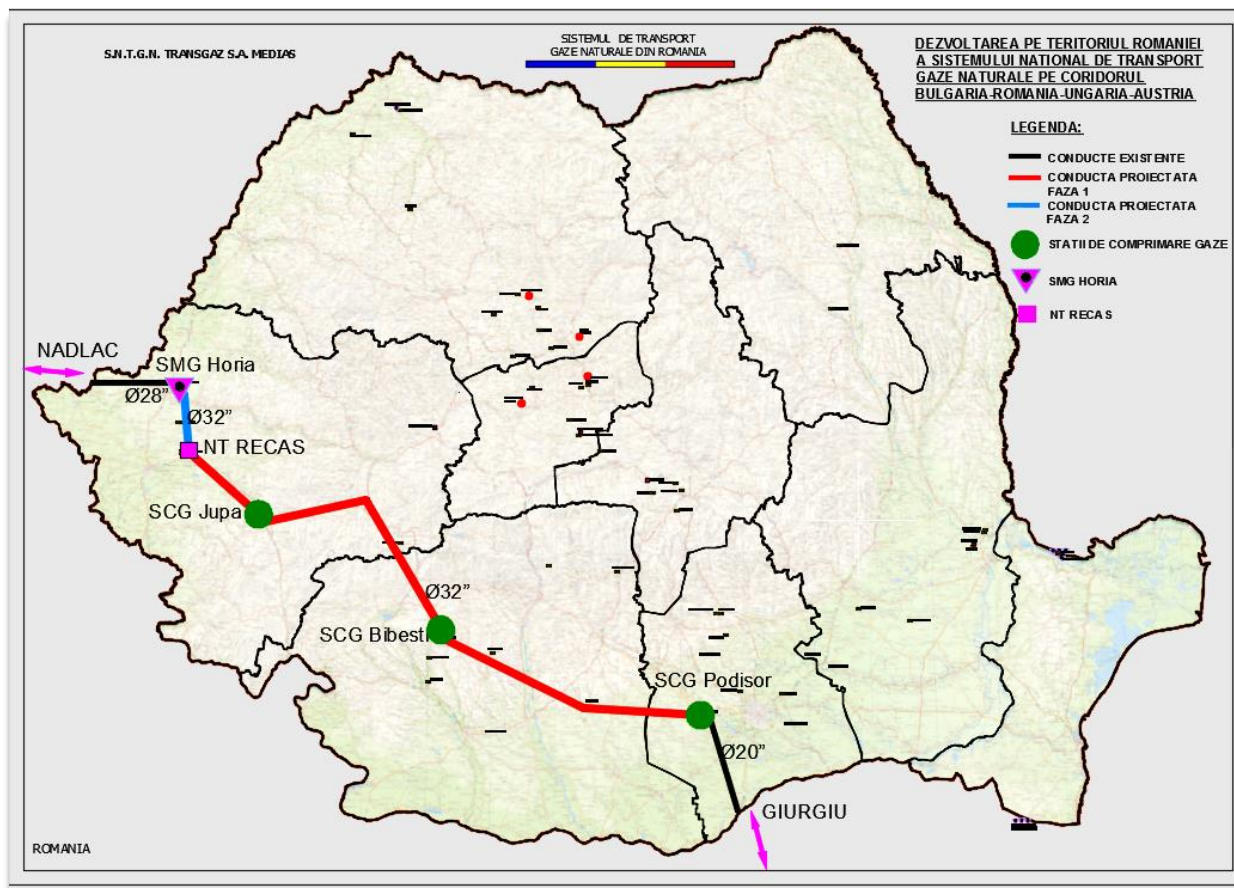 S.N.T.G.N. TRANSGAZ S.A. MEDIAS
SISTEMUL DE TRANSPORT
GAZE NATURALE DIN ROMANIA
DEZVOLTAREA PE TERITORIUL ROMANIEI
A SISTEMULUI NATIONAL DE TRANSPORT
GAZE NATURALE PE CORIDORUL
BULGARIA-ROMANIA-UNGARIA-AUSTRIA
LEGENDA:
CONDUCTE EXISTENTE
CONDUCTA PROIECTATA
FAZA 1
CONDUCTA PROIECTATA
FAZA 2
STATII DE COMPRIMARE GAZE
SMG HORIA
NT RECAS
NADLAC
SMG Horia
Ø28”
Ø32”
NT RECAS
SCG Jupa
Ø32”
SCG Bibesti
SCG Podisor
Ø20”
GIURGIU
ROMANIA